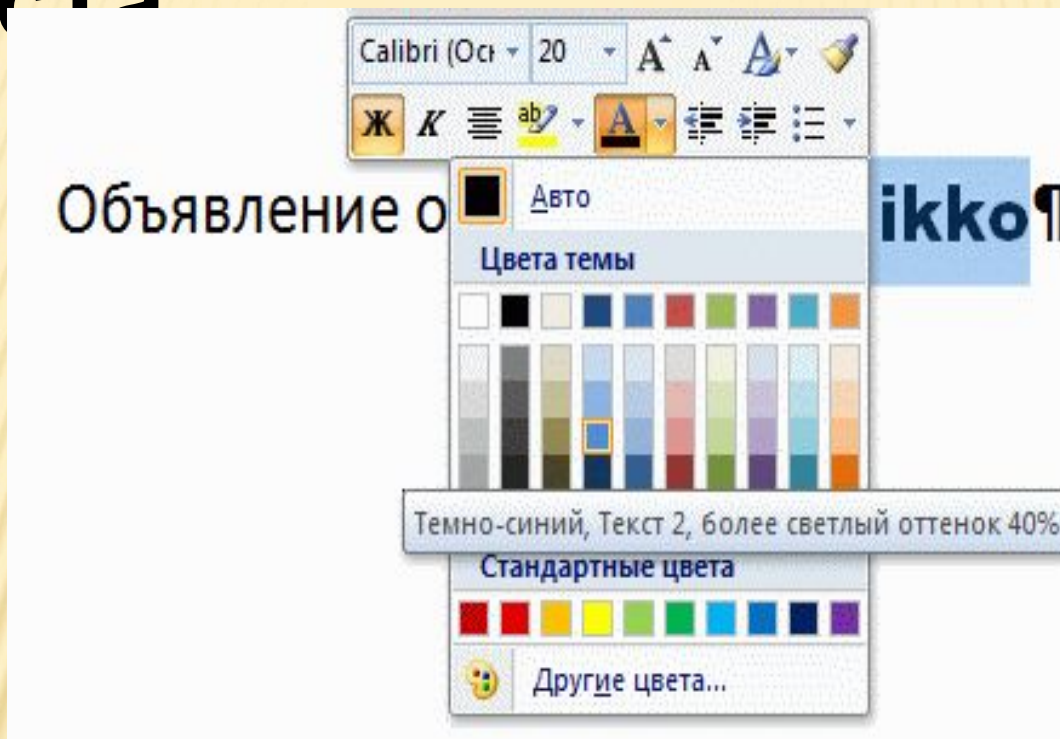 Calibri (Осн 20
Ж К
Объявление о ikko¶
Авто
Цвета темы
Темно-синий, Текст 2, более светлый оттенок 40%
Стандартные цвета
Другие цвета...